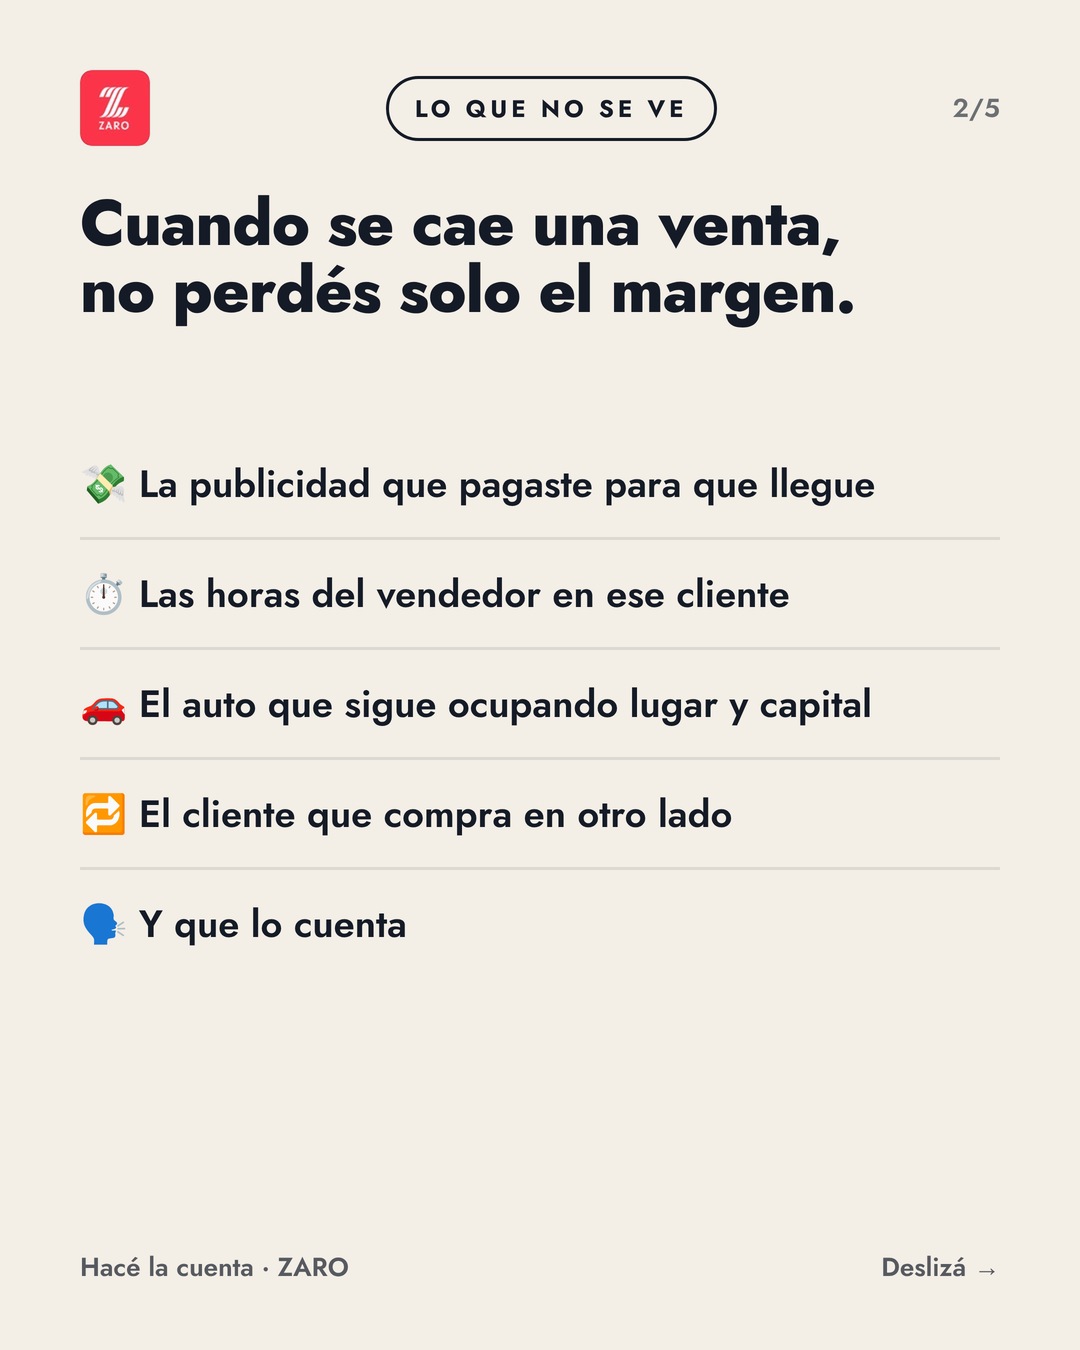 ZARO
LO QUE NO SE VE
2/5
Cuando se cae una venta,
no perdés solo el margen.
💸 La publicidad que pagaste para que llegue
⏱️ Las horas del vendedor en ese cliente
🚗 El auto que sigue ocupando lugar y capital
🔁 El cliente que compra en otro lado
🗣️ Y que lo cuenta
Hacé la cuenta · ZARO
Deslizá →